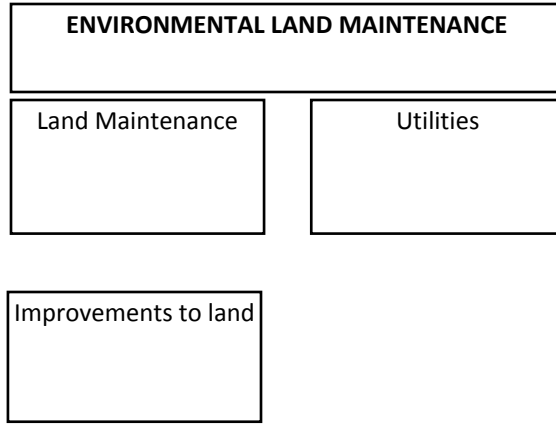 ENVIRONMENTAL LAND MAINTENANCE
Land Maintenance
Utilities
Improvements to land